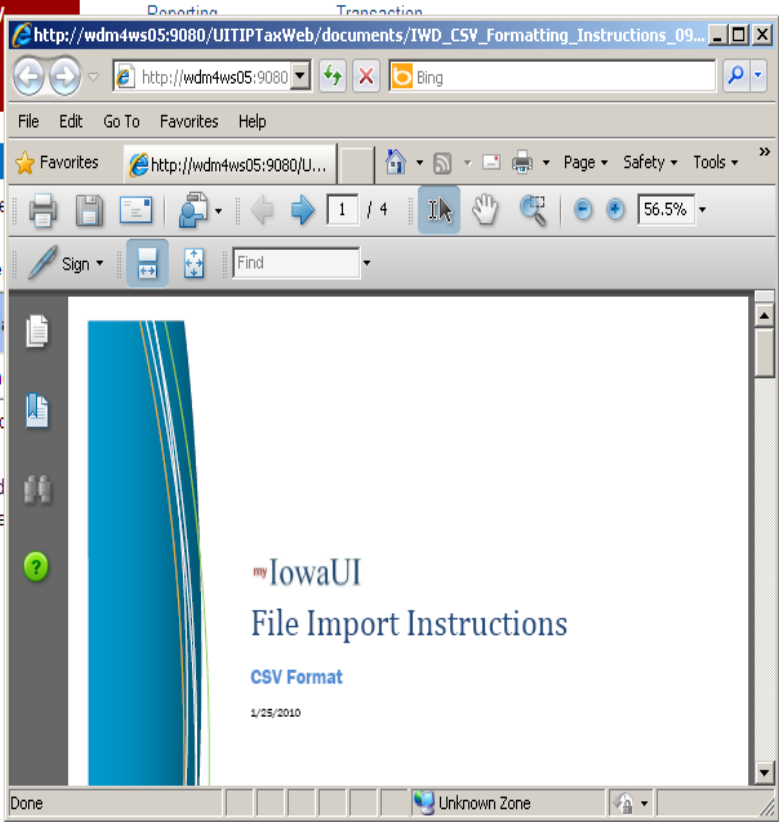 Reporting Transaction
http://wdm4ws05:9080/UITIPTaxWeb/documents/IWD_CSV_Formatting_Instructions_09...
http://wdm4ws05:9080 Bing
File Edit Go To Favorites Help
Favorites http://wdm4ws05:9080/U... Page Safety Tools »
1 / 4 56.5%
Sign Find
myIowaUI
File Import Instructions
CSV Format
1/25/2010
Done Unknown Zone